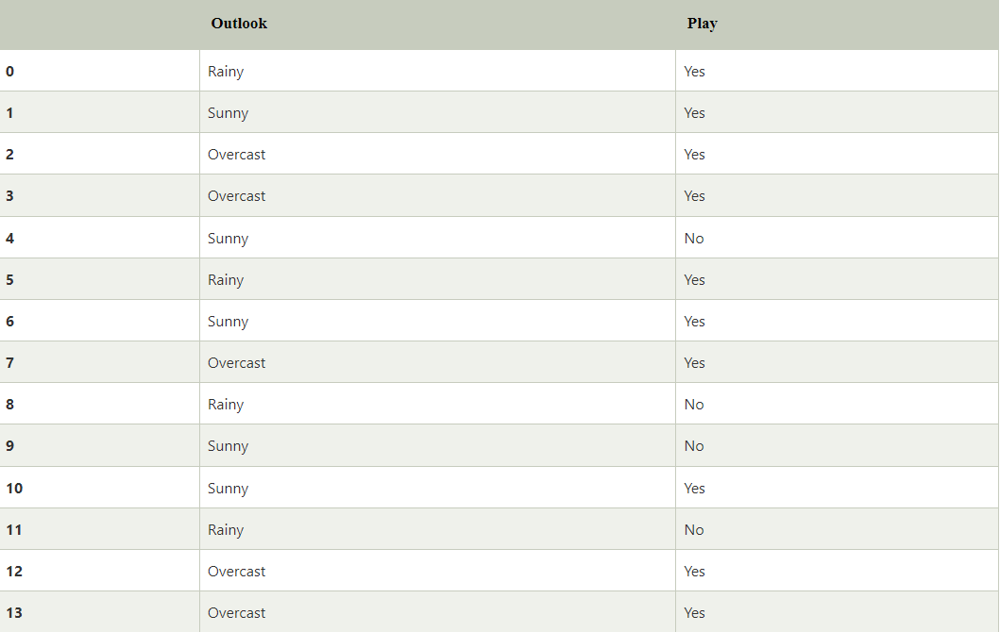 Outlook Play
0 Rainy Yes
1 Sunny Yes
2 Overcast Yes
3 Overcast Yes
4 Sunny No
5 Rainy Yes
6 Sunny Yes
7 Overcast Yes
8 Rainy No
9 Sunny No
10 Sunny Yes
11 Rainy No
12 Overcast Yes
13 Overcast Yes